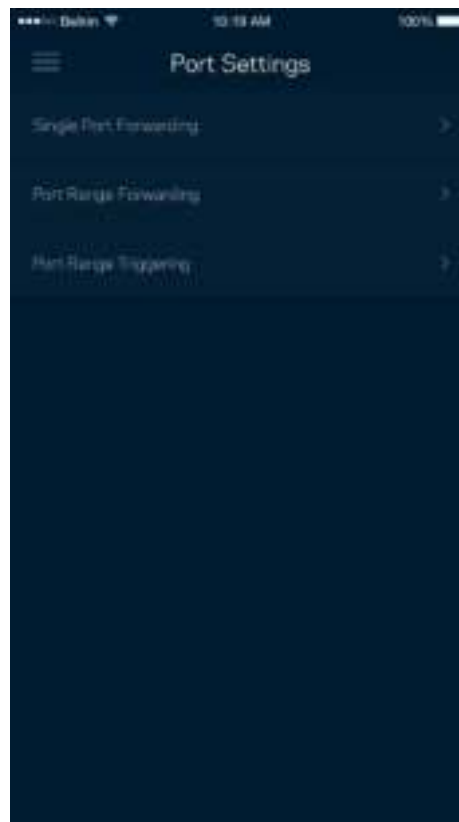 Belkin 10:19 AM 100%
Port Settings
Single Port Forwarding
Port Range Forwarding
Port Range Triggering